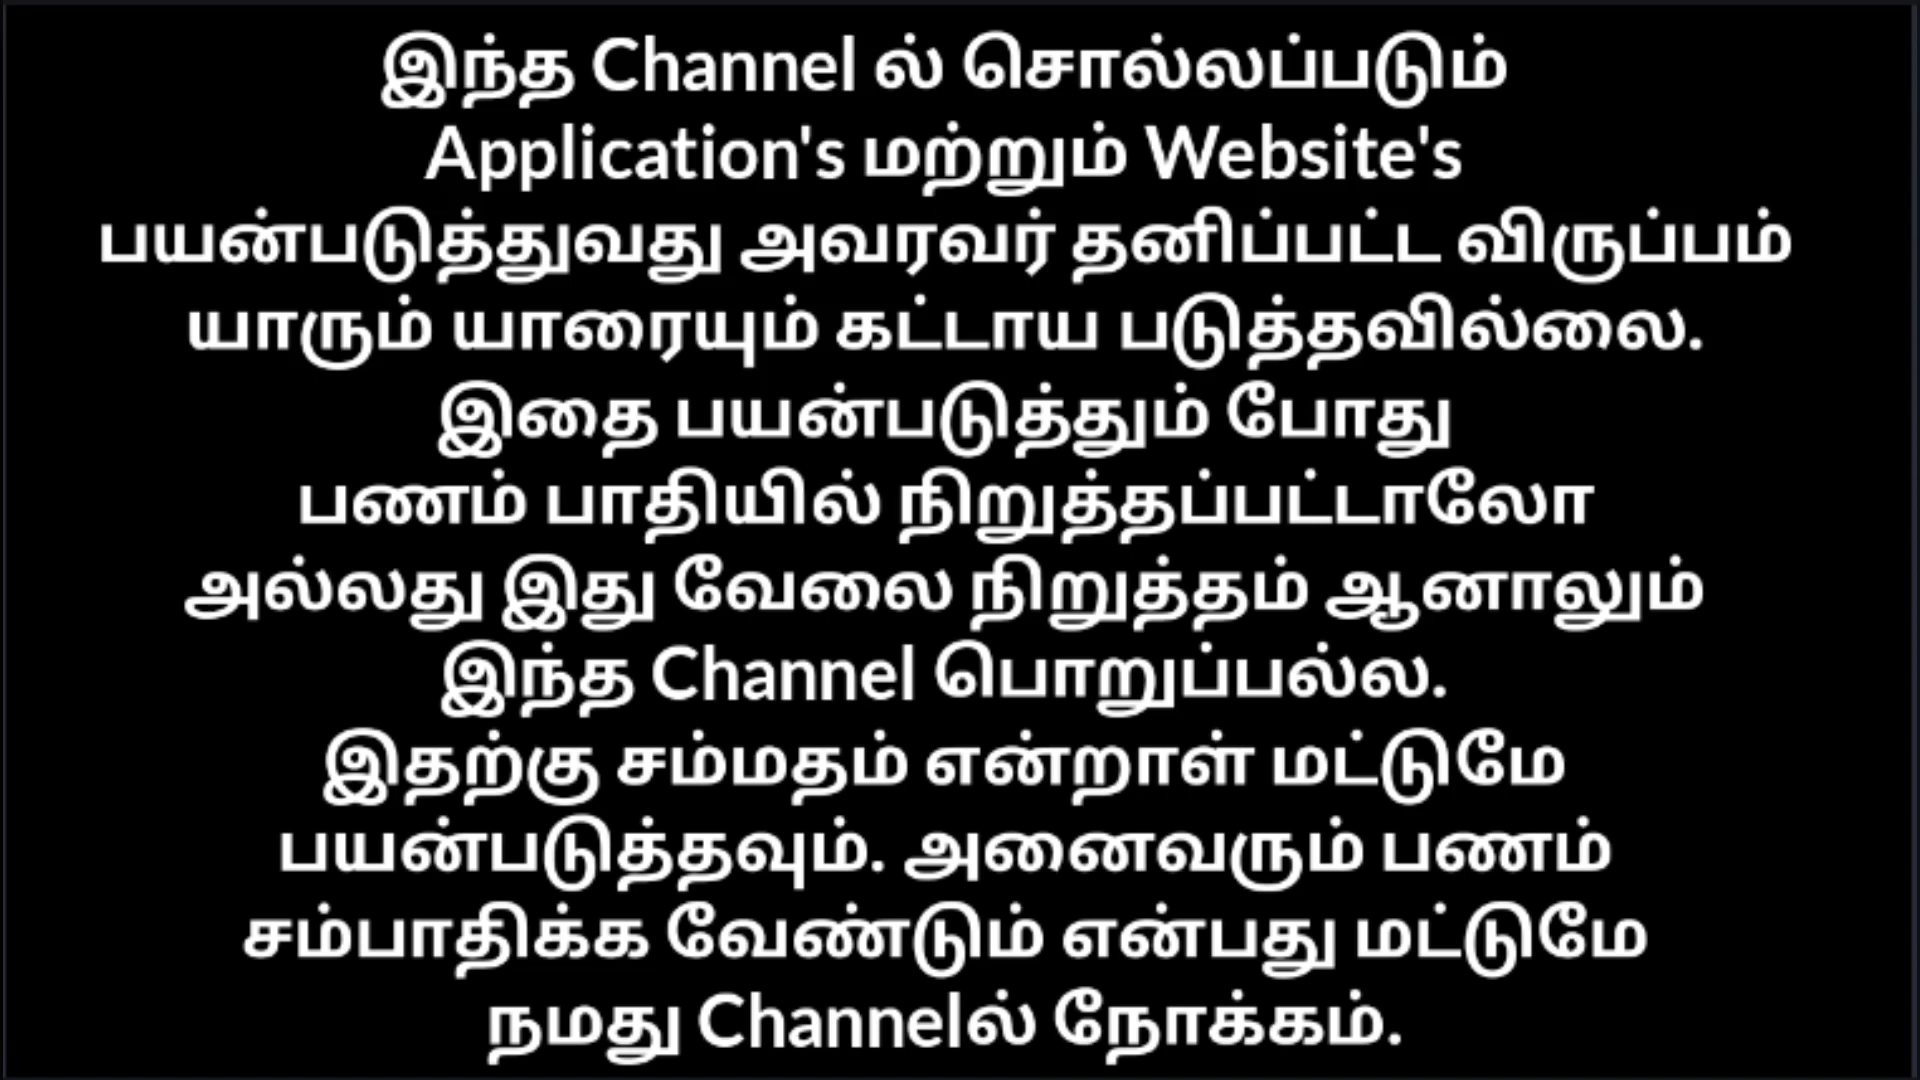 இந்த Channel ல் சொல்லப்படும்
Application's மற்றும் Website's
பயன்படுத்துவது அவரவர் தனிப்பட்ட விருப்பம்
யாரும் யாரையும் கட்டாய படுத்தவில்லை.
இதை பயன்படுத்தும் போது
பணம் பாதியில் நிறுத்தப்பட்டாலோ
அல்லது இது வேலை நிறுத்தம் ஆனாலும்
இந்த Channel பொறுப்பல்ல.
இதற்கு சம்மதம் என்றாள் மட்டுமே
பயன்படுத்தவும். அனைவரும் பணம்
சம்பாதிக்க வேண்டும் என்பது மட்டுமே
நமது Channelல் நோக்கம்.